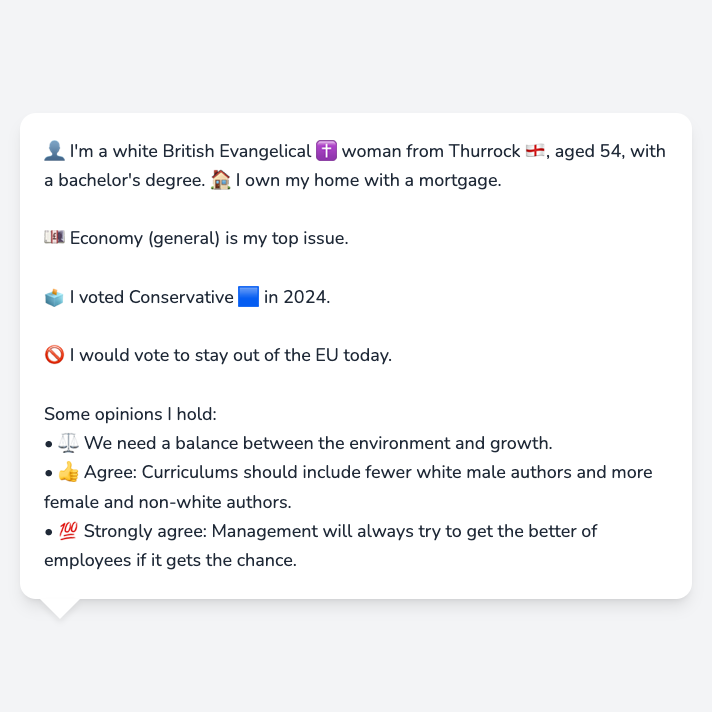 👤 I'm a white British Evangelical ✝️ woman from Thurrock 🏴󠁧󠁢󠁥󠁮󠁧󠁿, aged 54, with
a bachelor's degree. 🏠 I own my home with a mortgage.
💷 Economy (general) is my top issue.
🗳️ I voted Conservative 🟦 in 2024.
🚫 I would vote to stay out of the EU today.
Some opinions I hold:
• ⚖️ We need a balance between the environment and growth.
• 👍 Agree: Curriculums should include fewer white male authors and more
female and non-white authors.
• 💯 Strongly agree: Management will always try to get the better of
employees if it gets the chance.